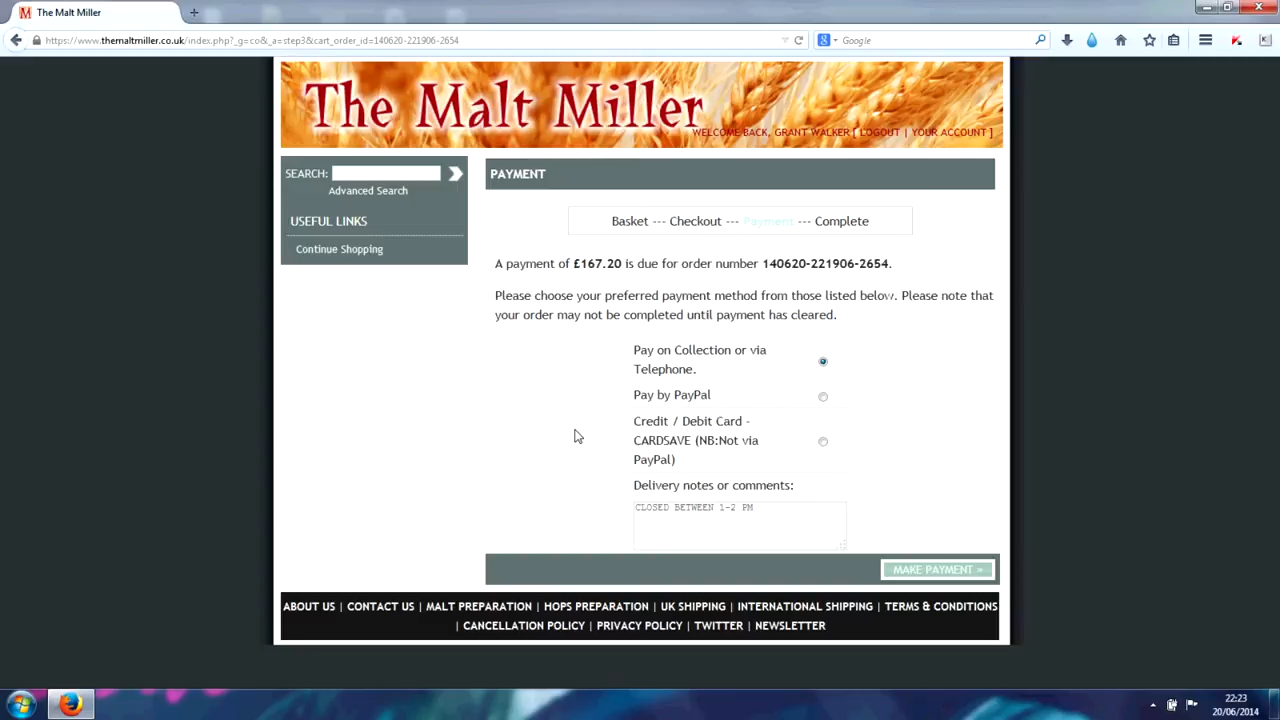 The Malt Miller
https://www.themaltmiller.co.uk/index.php?_g=co&_a=step3&cart_order_id=140620-221906-2654
Google
The Malt Miller
WELCOME BACK, GRANT WALKER [ LOGOUT | YOUR ACCOUNT ]
SEARCH:
Advanced Search
USEFUL LINKS
Continue Shopping
PAYMENT
Basket --- Checkout --- Payment --- Complete
A payment of £167.20 is due for order number 140620-221906-2654.
Please choose your preferred payment method from those listed below. Please note that
your order may not be completed until payment has cleared.
Pay on Collection or via
Telephone.
Pay by PayPal
Credit / Debit Card -
CARDSAVE (NB:Not via
PayPal)
Delivery notes or comments:
CLOSED BETWEEN 1-2 PM
MAKE PAYMENT »
ABOUT US | CONTACT US | MALT PREPARATION | HOPS PREPARATION | UK SHIPPING | INTERNATIONAL SHIPPING | TERMS & CONDITIONS
| CANCELLATION POLICY | PRIVACY POLICY | TWITTER | NEWSLETTER
22:23
20/06/2014